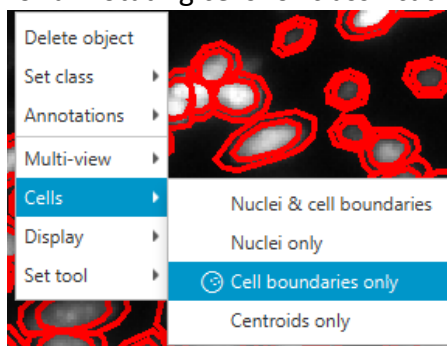 Delete object
Set class
Annotations
Multi-view
Cells
Display
Set tool
Nuclei & cell boundaries
Nuclei only
Cell boundaries only
Centroids only